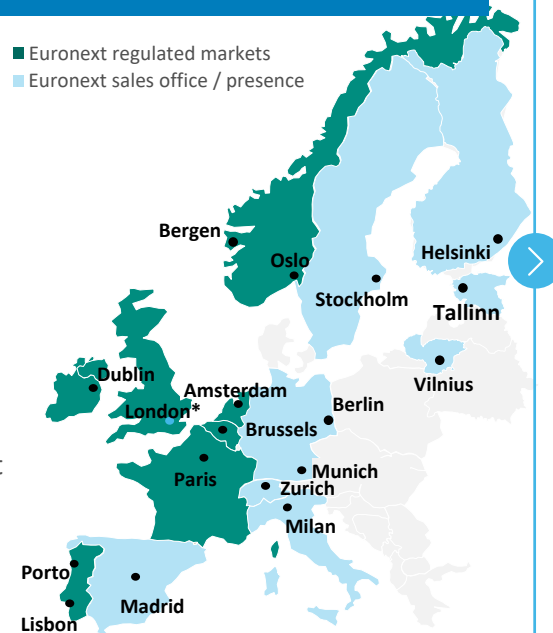 Euronext regulated markets
Euronext sales office / presence
Bergen
Oslo
Helsinki
Stockholm
Tallinn
Vilnius
Dublin
Amsterdam
London*
Berlin
Brussels
t
Paris
Munich
Zurich
Milan
Porto
Madrid
Lisbon